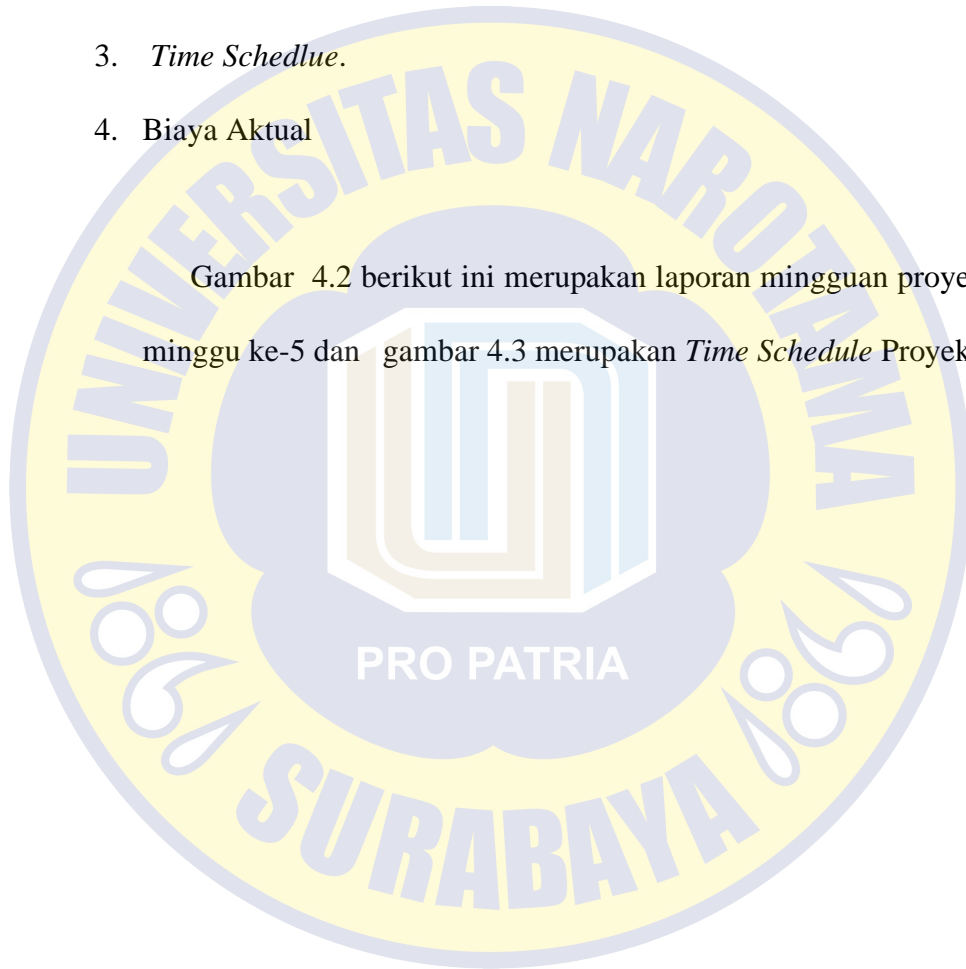 3. Time Schedlue.
4. Biaya Aktual
Gambar 4.2 berikut ini merupakan laporan mingguan proye
minggu ke-5 dan gambar 4.3 merupakan Time Schedule Proyek
UNIVERSITAS NAROTAMA
PRO PATRIA
SURABAYA